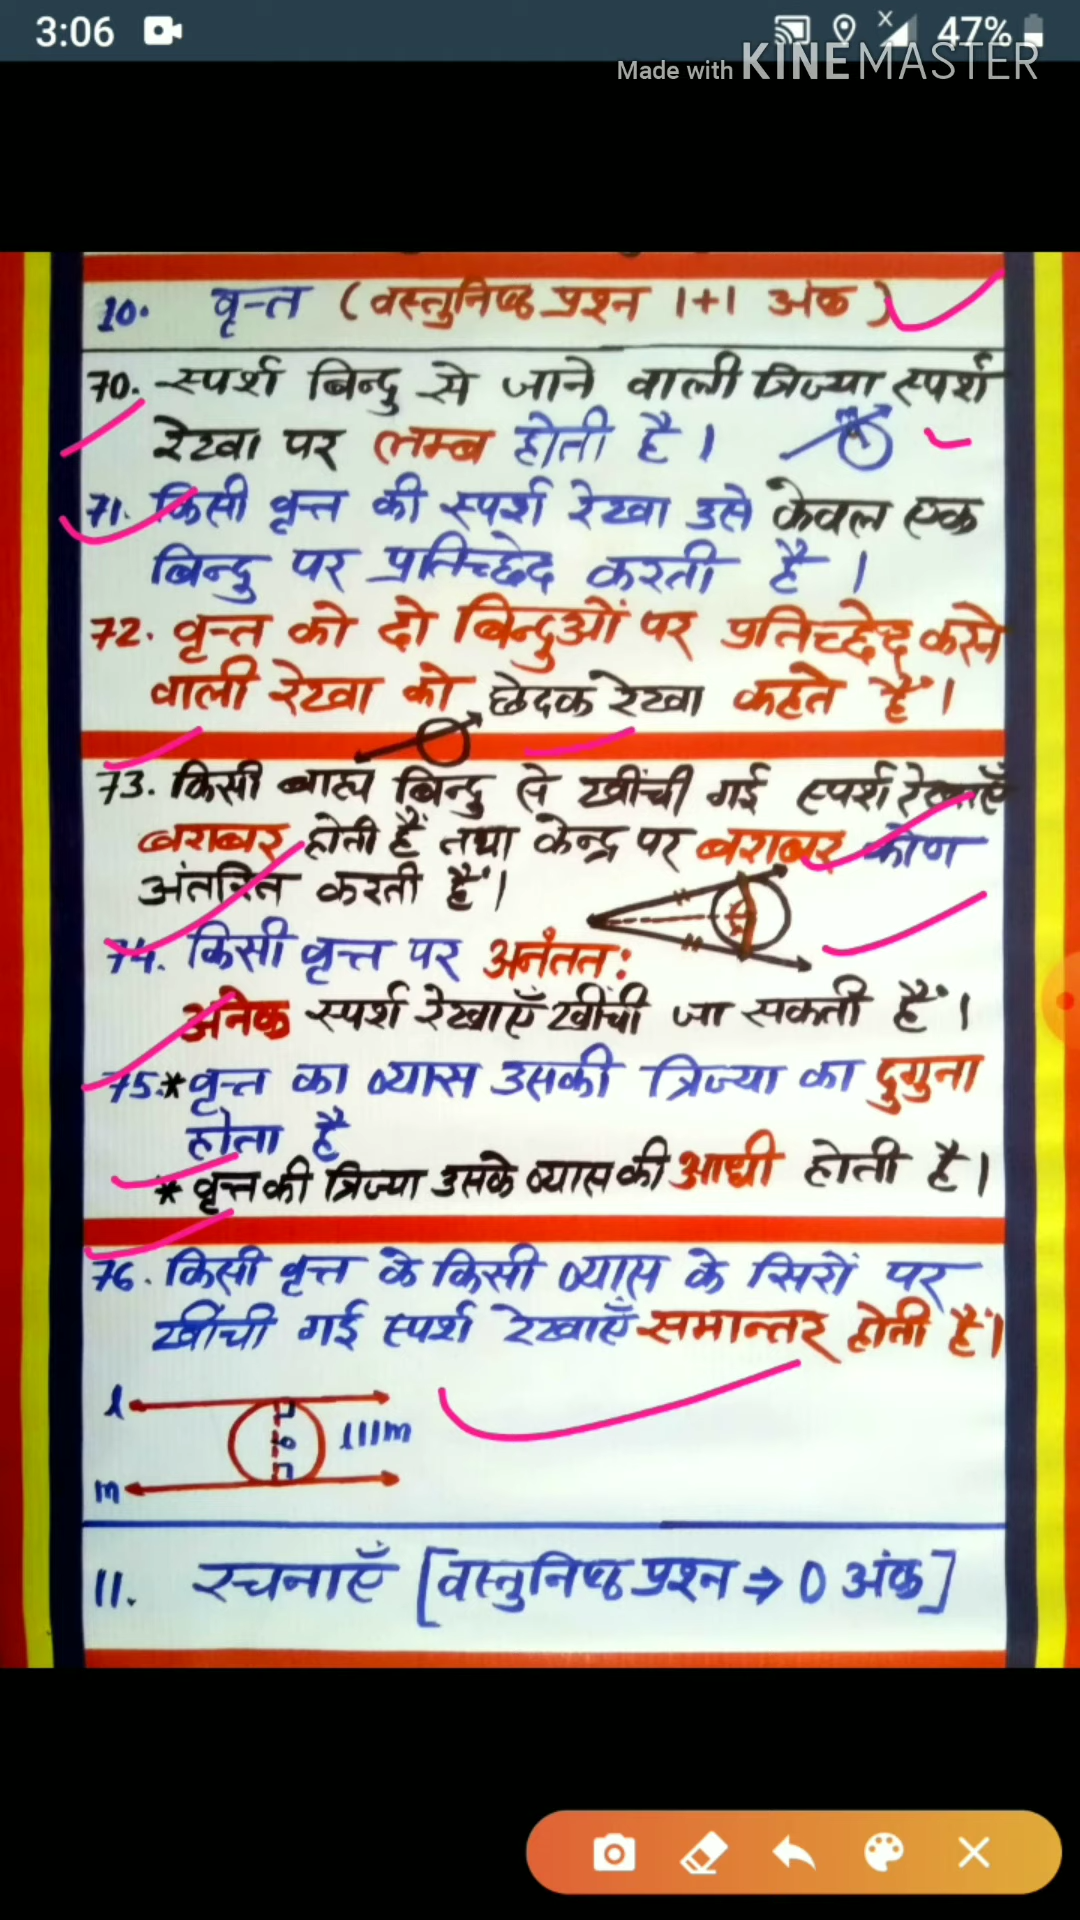 3:06
47%
Made with KINEMASTER
10. वृत्त (वस्तुनिष्ठ प्रश्न 1+1 अंक)
70. स्पर्श बिन्दु से जाने वाली त्रिज्या स्पर्श
रेखा पर लम्ब होती है।
71. किसी वृत्त की स्पर्श रेखा उसे केवल एक
बिन्दु पर प्रतिच्छेद करती है।
72. वृत्त को दो बिन्दुओं पर प्रतिच्छेद करने
वाली रेखा को छेदक रेखा कहते हैं।
73. किसी बाह्य बिन्दु से खींची गई स्पर्श रेखाएँ
बराबर होती हैं तथा केन्द्र पर बराबर कोण
अंतरित करती हैं।
74. किसी वृत्त पर अनंतत:
अनेक स्पर्श रेखाएँ खींची जा सकती हैं।
75.* वृत्त का व्यास उसकी त्रिज्या का दुगुना
होता है
* वृत्त की त्रिज्या उसके व्यास की आधी होती है।
76. किसी वृत्त के किसी व्यास के सिरों पर
खींची गई स्पर्श रेखाएँ समान्तर होती हैं।
l
l||m
m
11. रचनाएँ [वस्तुनिष्ठ प्रश्न ⇒ 0 अंक]